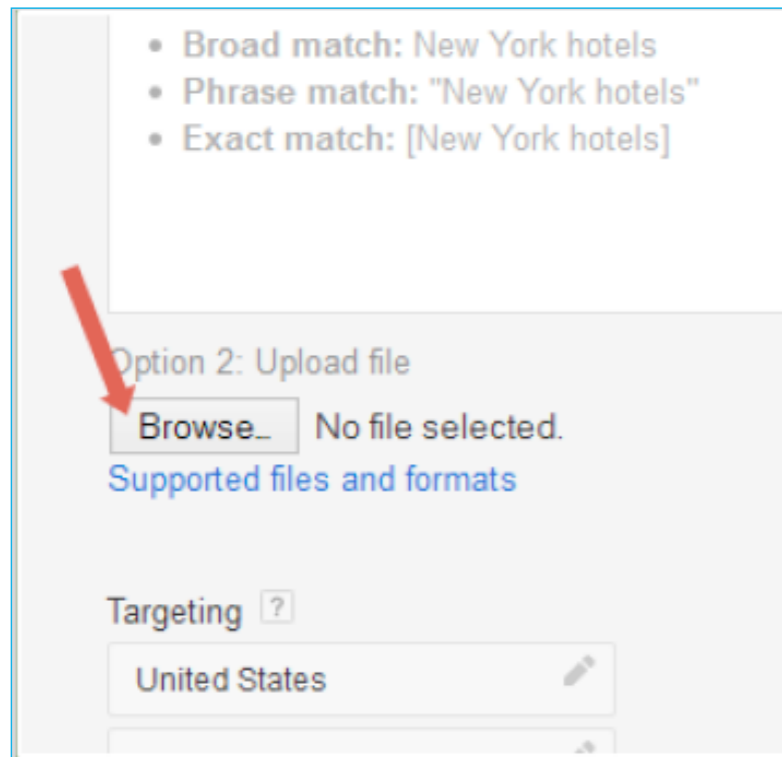 • Broad match: New York hotels
• Phrase match: "New York hotels"
• Exact match: [New York hotels]
Option 2: Upload file
Browse_ No file selected.
Supported files and formats
Targeting ?
United States